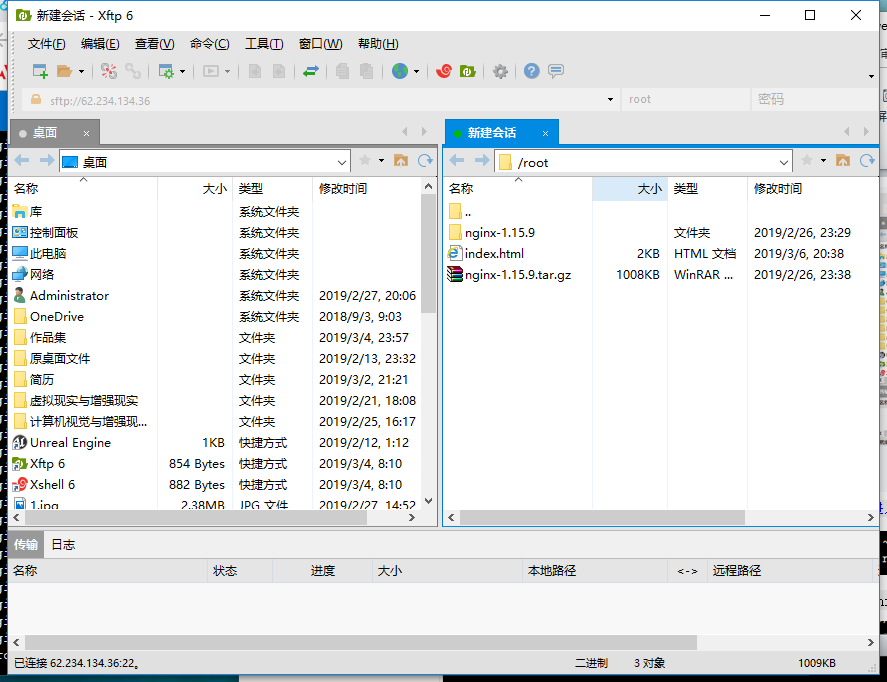 新建会话 - Xftp 6
文件(F) 编辑(E) 查看(V) 命令(C) 工具(T) 窗口(W) 帮助(H)
sftp://62.234.134.36 root 密码
桌面 × 新建会话 ×
桌面 /root
名称 大小 类型 修改时间 名称 大小 类型 修改时间
库 系统文件夹 ..
控制面板 系统文件夹 nginx-1.15.9 文件夹 2019/2/26, 23:29
此电脑 系统文件夹 index.html 2KB HTML 文档 2019/3/6, 20:38
网络 系统文件夹 nginx-1.15.9.tar.gz 1008KB WinRAR ... 2019/2/26, 23:38
Administrator 系统文件夹 2019/2/27, 20:06
OneDrive 系统文件夹 2018/9/3, 9:03
作品集 文件夹 2019/3/4, 23:57
原桌面文件 文件夹 2019/2/13, 23:32
简历 文件夹 2019/3/2, 21:21
虚拟现实与增强现实 文件夹 2019/2/21, 18:08
计算机视觉与增强现... 文件夹 2019/2/25, 16:17
Unreal Engine 1KB 快捷方式 2019/2/12, 1:12
Xftp 6 854 Bytes 快捷方式 2019/3/4, 8:10
Xshell 6 882 Bytes 快捷方式 2019/3/4, 8:10
1.jpg 2.38MB JPG 文件 2019/2/27, 14:52
传输 日志
名称 状态 进度 大小 本地路径 <-> 远程路径
已连接 62.234.134.36:22。 二进制 3 对象 1009KB